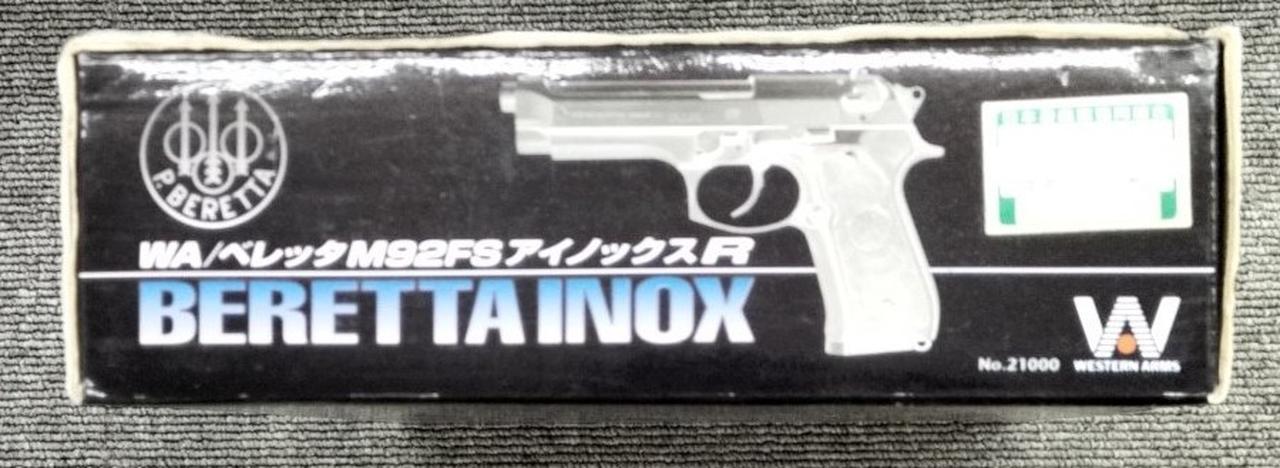 P. BERETTA
WA/ベレッタM92FSアイノックスR
BERETTA INOX
No.21000
WESTERN ARMS